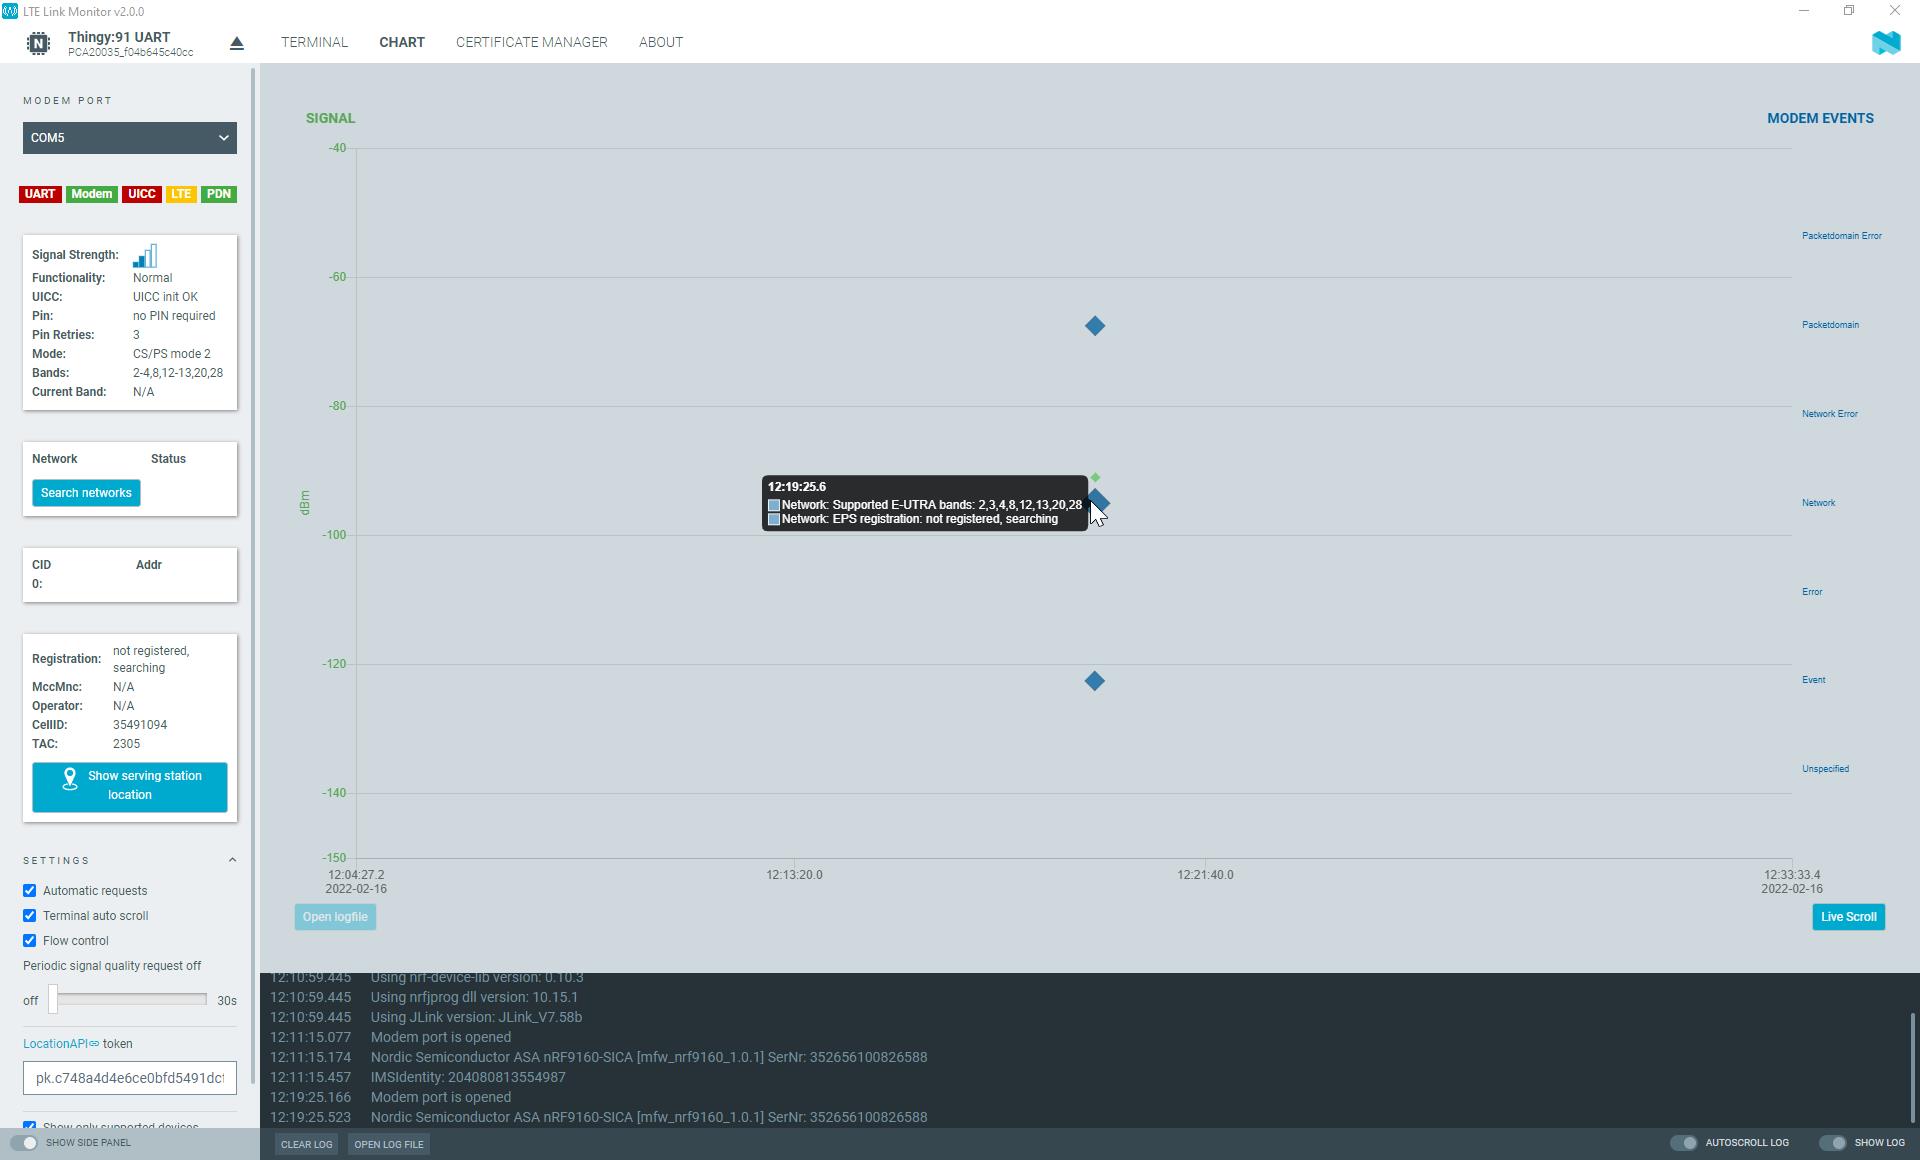 LTE Link Monitor v2.0.0
Thingy:91 UART
PCA20035_f04b645c40cc
TERMINAL
CHART
CERTIFICATE MANAGER
ABOUT
MODEM PORT
COM5
UART Modem UICC LTE PDN
Signal Strength:
Functionality: Normal
UICC: UICC init OK
Pin: no PIN required
Pin Retries: 3
Mode: CS/PS mode 2
Bands: 2-4,8,12-13,20,28
Current Band: N/A
Network Status
Search networks
CID Addr
0:
Registration: not registered,
searching
MccMnc: N/A
Operator: N/A
CellID: 35491094
TAC: 2305
Show serving station
location
SETTINGS
Automatic requests
Terminal auto scroll
Flow control
Periodic signal quality request off
off 30s
LocationAPI token
pk.c748a4d4e6ce0bfd5491dc
Show only supported devices
SHOW SIDE PANEL
SIGNAL
MODEM EVENTS
-40
-60
-80
-100
-120
-140
-150
dBm
Packetdomain Error
Packetdomain
Network Error
Network
Error
Event
Unspecified
12:19:25.6
Network: Supported E-UTRA bands: 2,3,4,8,12,13,20,28
Network: EPS registration: not registered, searching
12:04:27.2
2022-02-16
12:13:20.0
12:21:40.0
12:33:33.4
2022-02-16
Open logfile
Live Scroll
12:10:59.445 Using nrf-device-lib version: 0.10.3
12:10:59.445 Using nrfjprog dll version: 10.15.1
12:10:59.445 Using JLink version: JLink_V7.58b
12:11:15.077 Modem port is opened
12:11:15.174 Nordic Semiconductor ASA nRF9160-SICA [mfw_nrf9160_1.0.1] SerNr: 352656100826588
12:11:15.457 IMSIdentity: 204080813554987
12:19:25.166 Modem port is opened
12:19:25.523 Nordic Semiconductor ASA nRF9160-SICA [mfw_nrf9160_1.0.1] SerNr: 352656100826588
CLEAR LOG
OPEN LOG FILE
AUTOSCROLL LOG
SHOW LOG